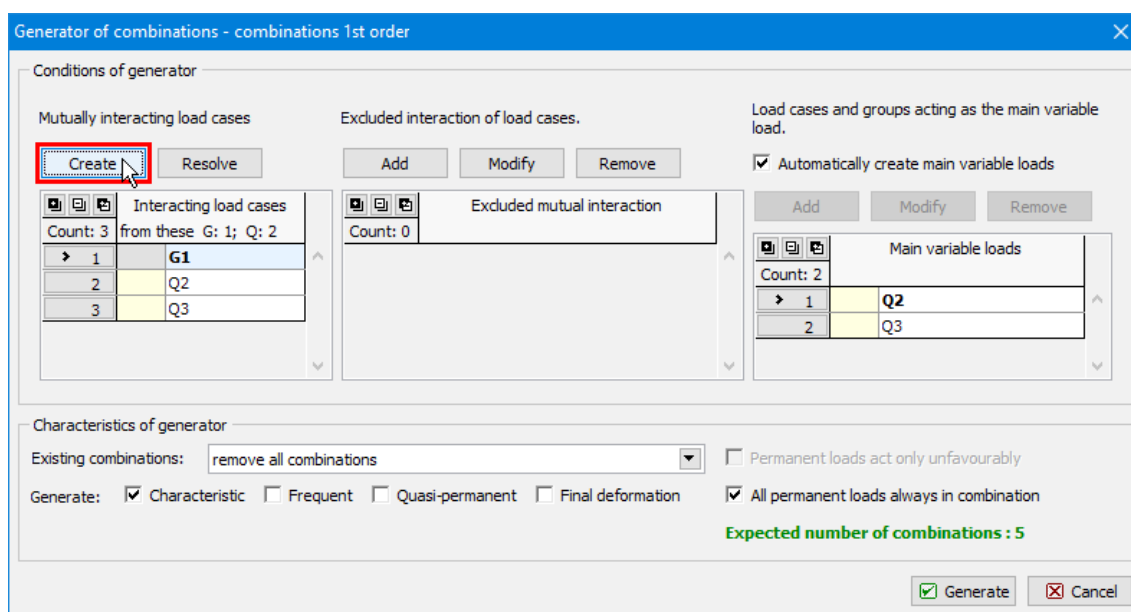 Generator of combinations - combinations 1st order
Conditions of generator
Mutually interacting load cases
Create
Resolve
Interacting load cases
Count: 3
from these G: 1; Q: 2
1
G1
2
Q2
3
Q3
Excluded interaction of load cases.
Add
Modify
Remove
Excluded mutual interaction
Count: 0
Load cases and groups acting as the main variable
load.
Automatically create main variable loads
Add
Modify
Remove
Main variable loads
Count: 2
1
Q2
2
Q3
Characteristics of generator
Existing combinations:
remove all combinations
Generate:
Characteristic
Frequent
Quasi-permanent
Final deformation
Permanent loads act only unfavourably
All permanent loads always in combination
Expected number of combinations : 5
Generate
Cancel